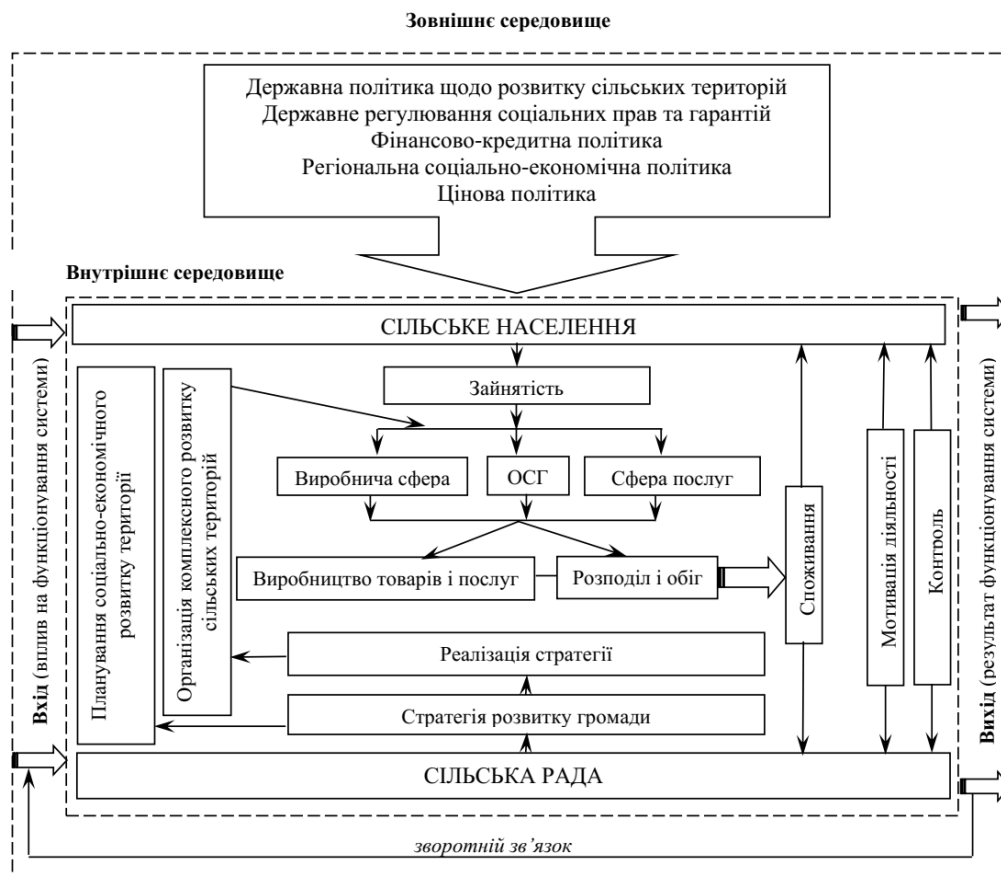 Зовнішнє середовище
Державна політика щодо розвитку сільських територій
Державне регулювання соціальних прав та гарантій
Фінансово-кредитна політика
Регіональна соціально-економічна політика
Цінова політика
Внутрішнє середовище
СІЛЬСЬКЕ НАСЕЛЕННЯ
Вхід (вплив на функціонування системи)
Планування соціально-економічного
розвитку території
Організація комплексного розвитку
сільських територій
Зайнятість
Виробнича сфера
ОСГ
Сфера послуг
Виробництво товарів і послуг
Розподіл і обіг
Споживання
Мотивація ліяльності
Контроль
Вихід (результат функціонування системи)
Реалізація стратегії
Стратегія розвитку громади
СІЛЬСЬКА РАДА
зворотній зв’язок